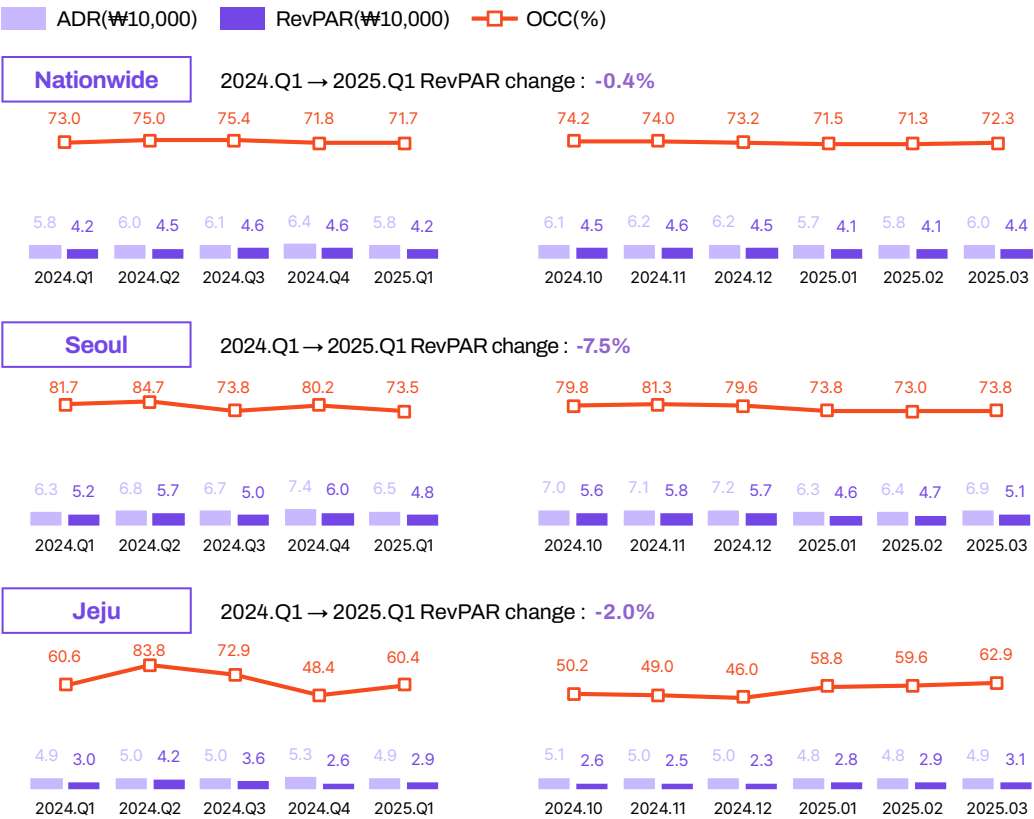 ADR(₩10,000) RevPAR(₩10,000) OCC(%)
Nationwide 2024.Q1 → 2025.Q1 RevPAR change : -0.4%
73.0 75.0 75.4 71.8 71.7 74.2 74.0 73.2 71.5 71.3 72.3
5.8 4.2 6.0 4.5 6.1 4.6 6.4 4.6 5.8 4.2 6.1 4.5 6.2 4.6 6.2 4.5 5.7 4.1 5.8 4.1 6.0 4.4
2024.Q1 2024.Q2 2024.Q3 2024.Q4 2025.Q1 2024.10 2024.11 2024.12 2025.01 2025.02 2025.03
Seoul 2024.Q1 → 2025.Q1 RevPAR change : -7.5%
81.7 84.7 73.8 80.2 73.5 79.8 81.3 79.6 73.8 73.0 73.8
6.3 5.2 6.8 5.7 6.7 5.0 7.4 6.0 6.5 4.8 7.0 5.6 7.1 5.8 7.2 5.7 6.3 4.6 6.4 4.7 6.9 5.1
2024.Q1 2024.Q2 2024.Q3 2024.Q4 2025.Q1 2024.10 2024.11 2024.12 2025.01 2025.02 2025.03
Jeju 2024.Q1 → 2025.Q1 RevPAR change : -2.0%
60.6 83.8 72.9 48.4 60.4 50.2 49.0 46.0 58.8 59.6 62.9
4.9 3.0 5.0 4.2 5.0 3.6 5.3 2.6 4.9 2.9 5.1 2.6 5.0 2.5 5.0 2.3 4.8 2.8 4.8 2.9 4.9 3.1
2024.Q1 2024.Q2 2024.Q3 2024.Q4 2025.Q1 2024.10 2024.11 2024.12 2025.01 2025.02 2025.03